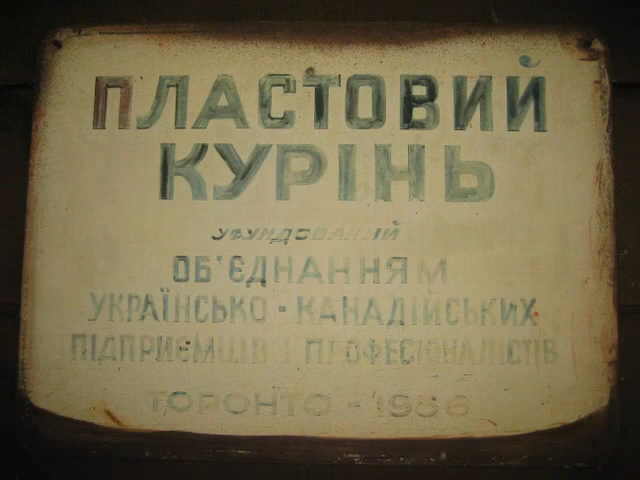 ПЛАСТОВИЙ
КУРІНЬ
УФУНДОВАНИЙ
ОБ'ЄДНАННЯМ
УКРАЇНСЬКО-КАНАДІЙСЬКИХ
ПІДПРИЄМЦІВ І ПРОФЕСІОНАЛІСТІВ
ТОРОНТО - 1956